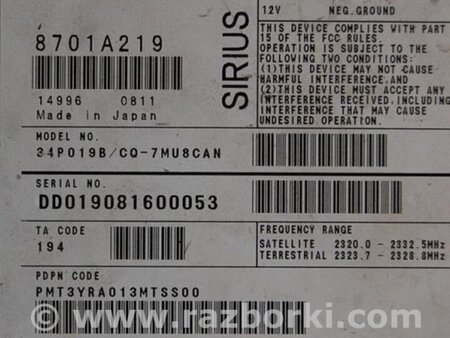 8701A219
14996 0811
Made in Japan
SIRIUS
12V NEG.GROUND
THIS DEVICE COMPLIES WITH PART
15 OF THE FCC RULES.
OPERATION IS SUBJECT TO THE
FOLLOWING TWO CONDITIONS:
(1)THIS DEVICE MAY NOT CAUSE
HARMFUL INTERFERENCE,AND
(2)THIS DEVICE MUST ACCEPT ANY
INTERFERENCE RECEIVED,INCLUDING
INTERFERENCE THAT MAY CAUSE
UNDESIRED OPERATION.
MODEL NO.
34P019B/CQ-7MU8CAN
SERIAL NO.
DD019081600053
TA CODE
194
FREQUENCY RANGE
SATELLITE 2320.0 - 2332.5MHz
TERRESTRIAL 2323.7 - 2328.8MHz
PDPN CODE
PMT3YRA013MTSS00
www.razborki.com